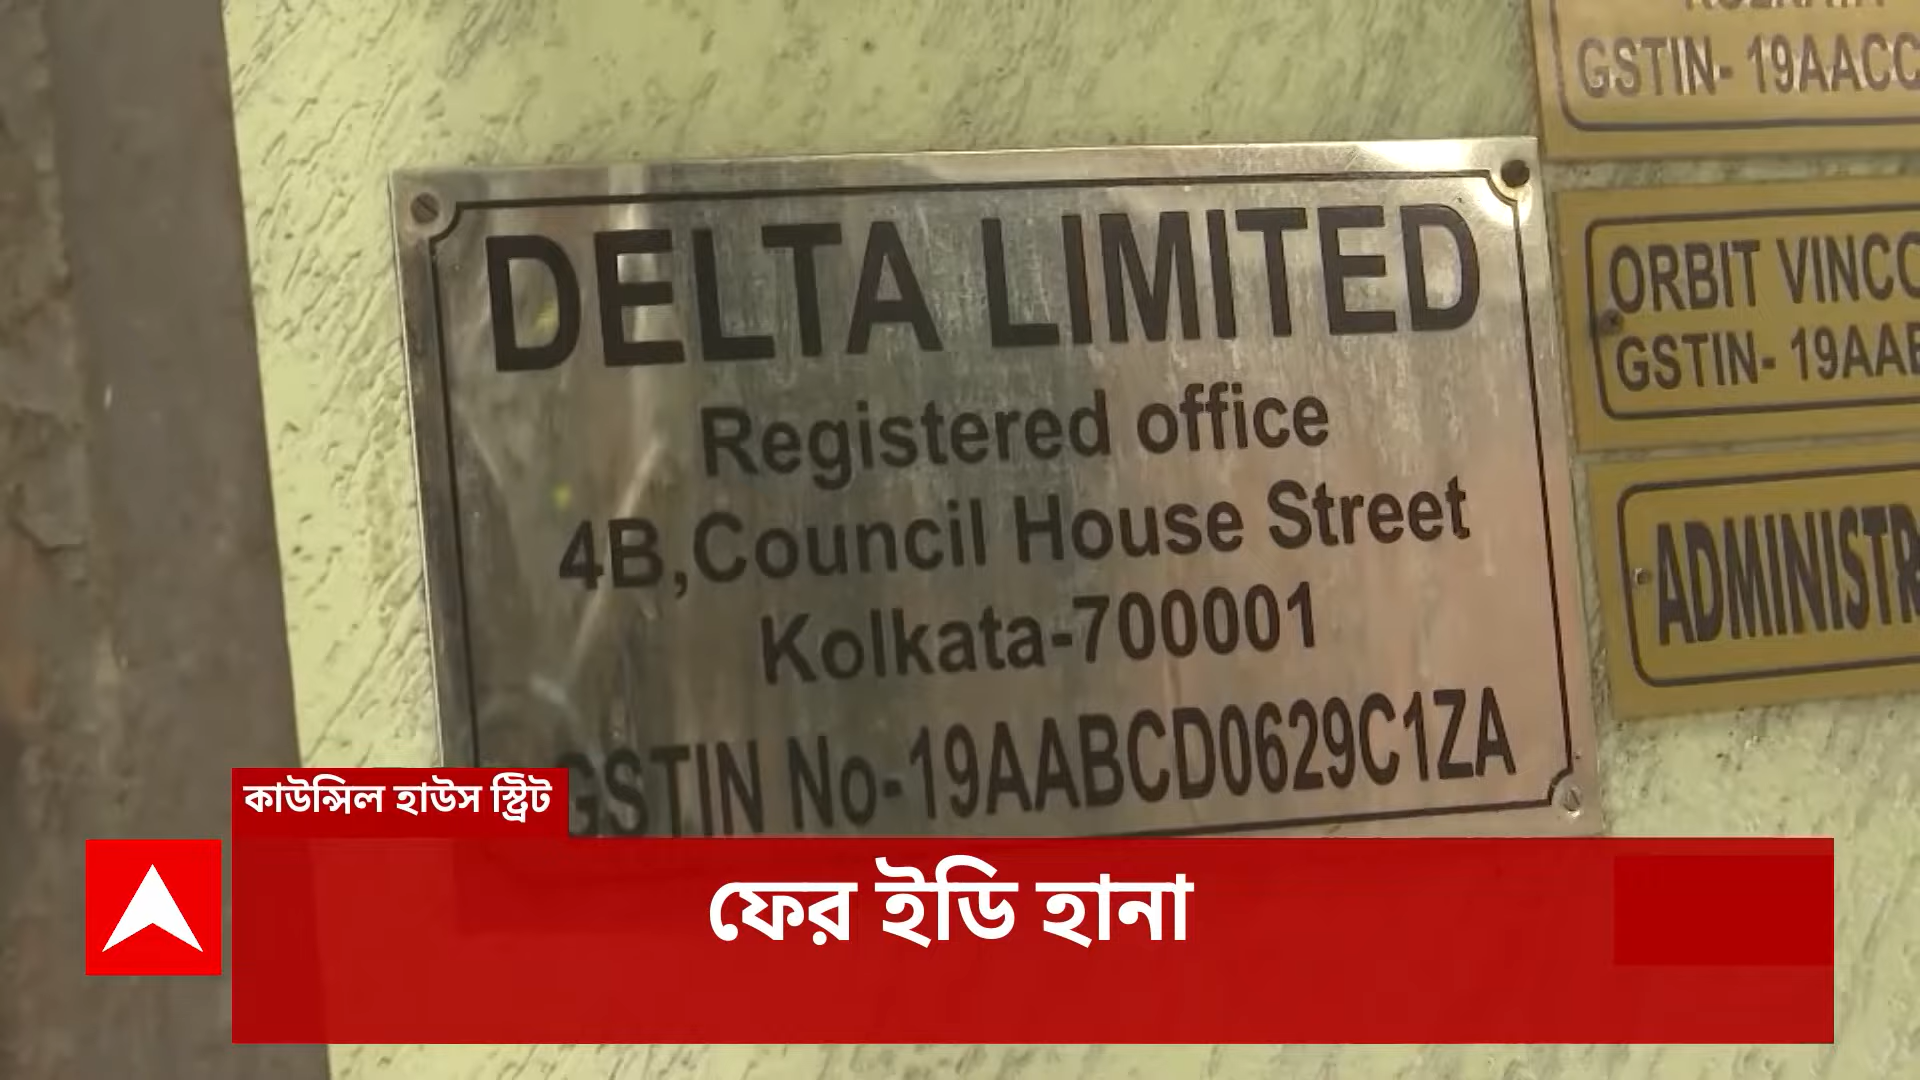 GSTIN- 19AACC
DELTA LIMITED
Registered office
4B,Council House Street
Kolkata-700001
GSTIN No-19AABCD0629C1ZA
ORBIT VINCO
GSTIN- 19AAB
ADMINISTR
কাউন্সিল হাউস স্ট্রিট
ফের ইডি হানা